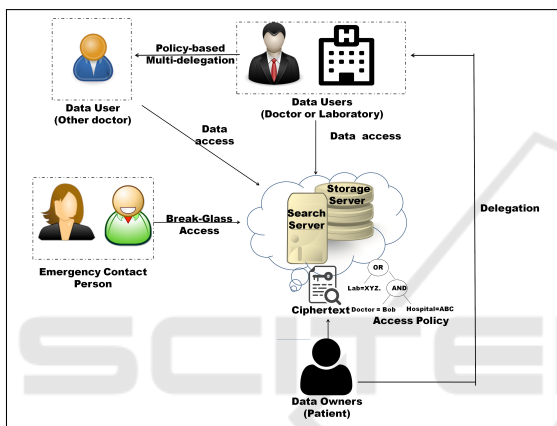 Policy-based
Multi-delegation
H
Data User
(Other doctor)
Data Users
(Doctor or Laboratory)
Data
access
Data access
Storage
Server
Search
Server
Delegation
Break-Glass
Access
Emergency Contact
Person
OR
Lab=XYZ.
AND
Doctor = Bob
Hospital=ABC
Ciphertext
Access Policy
Data Owners
(Patient)
SCITE